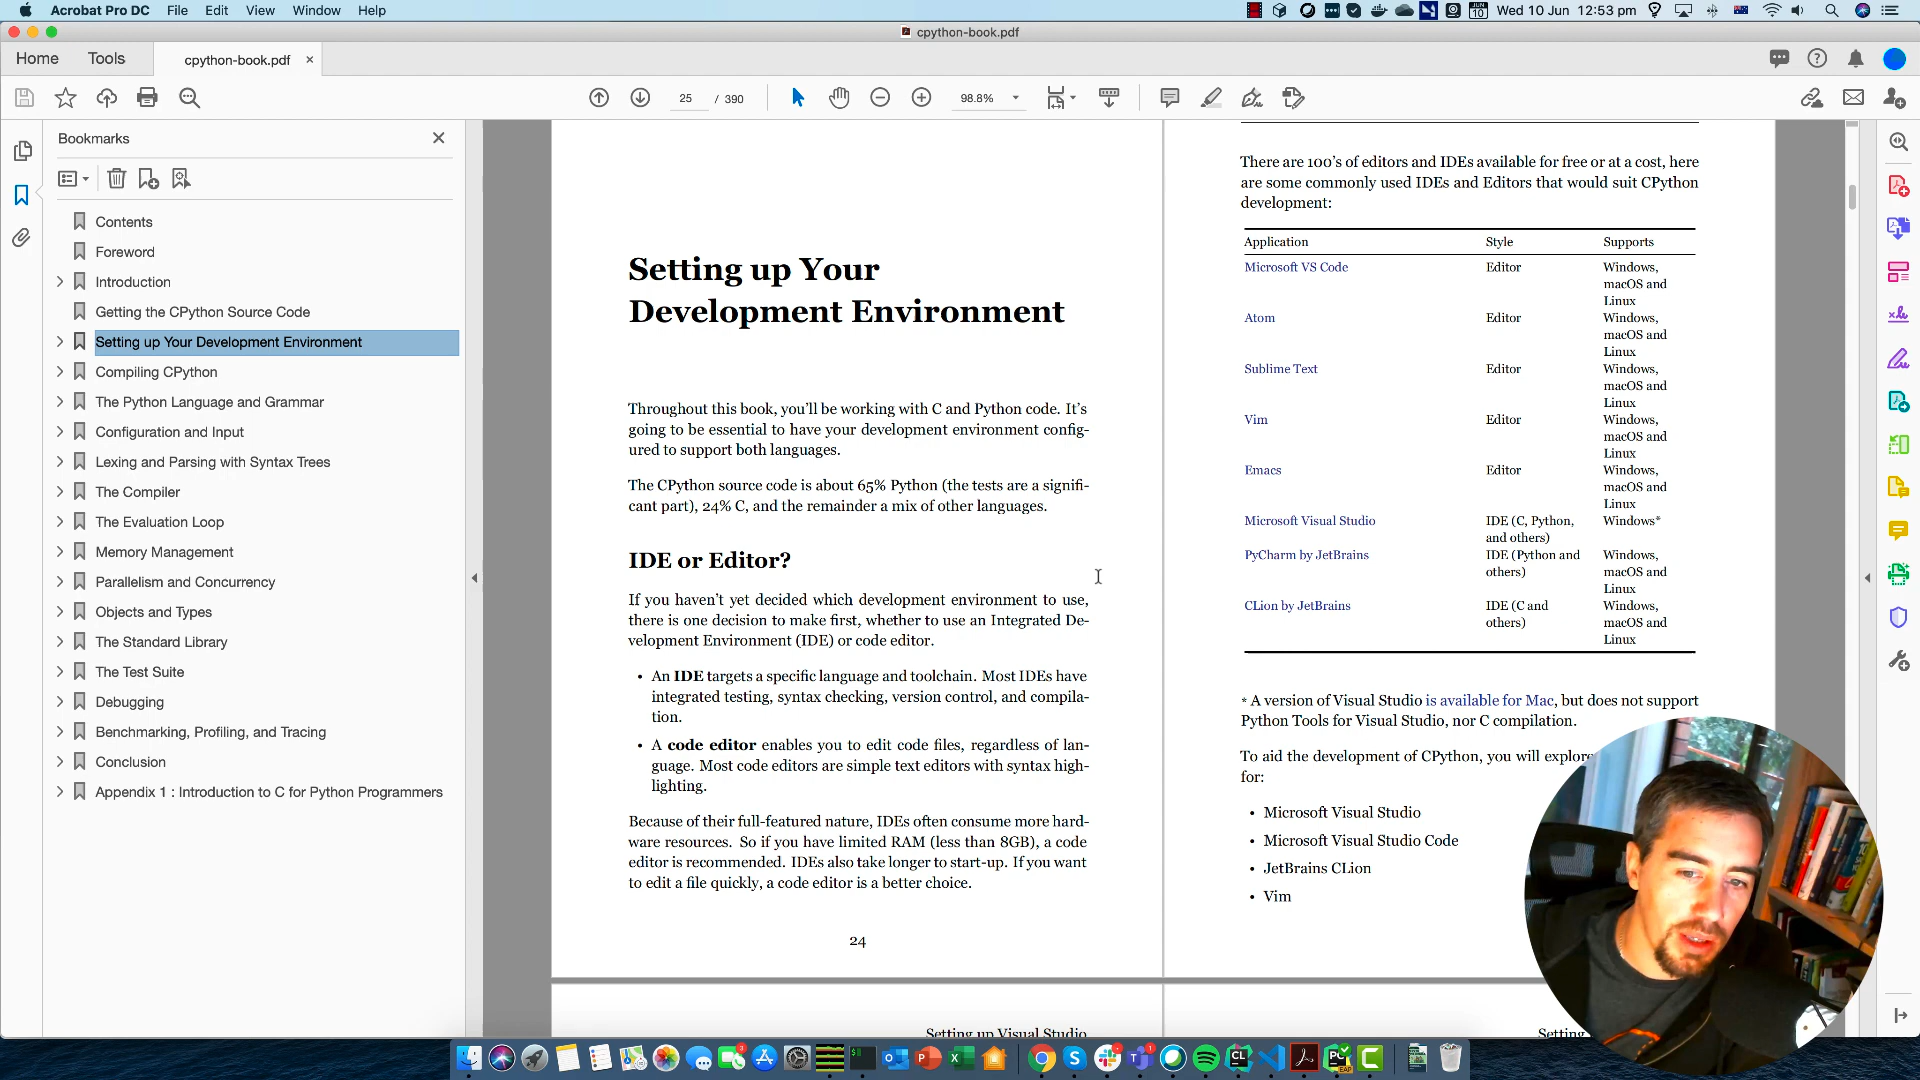 Acrobat Pro DC File Edit View Window Help
Wed 10 Jun 12:53 pm
cpython-book.pdf
Home Tools cpython-book.pdf ×
25 / 390
98.8%
Bookmarks
Contents
Foreword
Introduction
Getting the CPython Source Code
Setting up Your Development Environment
Compiling CPython
The Python Language and Grammar
Configuration and Input
Lexing and Parsing with Syntax Trees
The Compiler
The Evaluation Loop
Memory Management
Parallelism and Concurrency
Objects and Types
The Standard Library
The Test Suite
Debugging
Benchmarking, Profiling, and Tracing
Conclusion
Appendix 1 : Introduction to C for Python Programmers
Setting up Your
Development Environment
Throughout this book, you’ll be working with C and Python code. It’s
going to be essential to have your development environment config-
ured to support both languages.
The CPython source code is about 65% Python (the tests are a signifi-
cant part), 24% C, and the remainder a mix of other languages.
IDE or Editor?
If you haven’t yet decided which development environment to use,
there is one decision to make first, whether to use an Integrated De-
velopment Environment (IDE) or code editor.
• An IDE targets a specific language and toolchain. Most IDEs have
integrated testing, syntax checking, version control, and compila-
tion.
• A code editor enables you to edit code files, regardless of lan-
guage. Most code editors are simple text editors with syntax high-
lighting.
Because of their full-featured nature, IDEs often consume more hard-
ware resources. So if you have limited RAM (less than 8GB), a code
editor is recommended. IDEs also take longer to start-up. If you want
to edit a file quickly, a code editor is a better choice.
24
Setting up Visual Studio
There are 100’s of editors and IDEs available for free or at a cost, here
are some commonly used IDEs and Editors that would suit CPython
development:
Application Style Supports
Microsoft VS Code Editor Windows,
macOS and
Linux
Atom Editor Windows,
macOS and
Linux
Sublime Text Editor Windows,
macOS and
Linux
Vim Editor Windows,
macOS and
Linux
Emacs Editor Windows,
macOS and
Linux
Microsoft Visual Studio IDE (C, Python, Windows*
and others)
PyCharm by JetBrains IDE (Python and Windows,
others) macOS and
Linux
CLion by JetBrains IDE (C and Windows,
others) macOS and
Linux
* A version of Visual Studio is available for Mac, but does not support
Python Tools for Visual Studio, nor C compilation.
To aid the development of CPython, you will explore
for:
• Microsoft Visual Studio
• Microsoft Visual Studio Code
• JetBrains CLion
• Vim
Setting